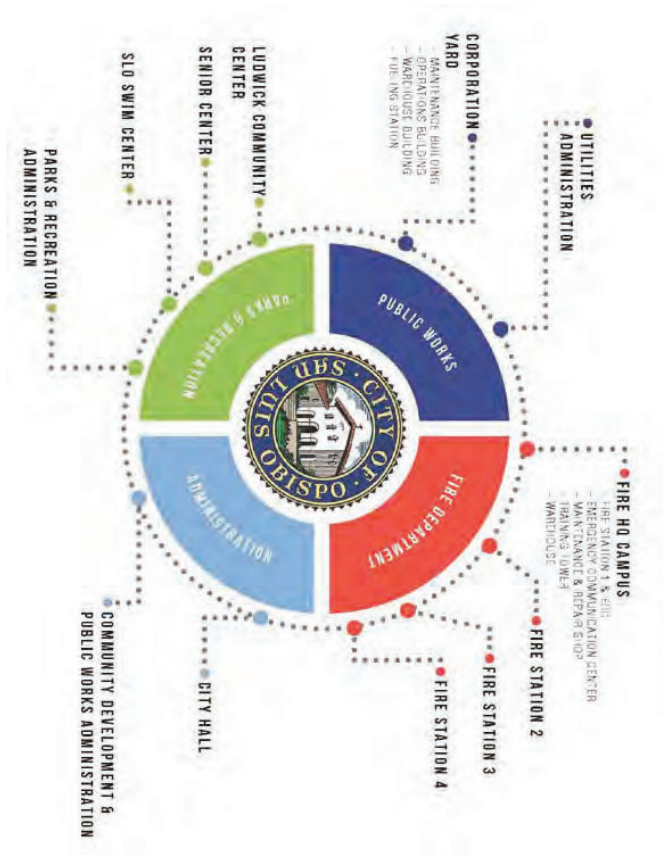 UTILITIES
ADMINISTRATION
CORPORATION
YARD
- MAINTENANCE BUILDING
- OPERATIONS BUILDING
- WAREHOUSE BUILDING
- FUELING STATION
LUDWICK COMMUNITY
CENTER
SENIOR CENTER
SLO SWIM CENTER
PARKS & RECREATION
ADMINISTRATION
FIRE HQ CAMPUS
- FIRE STATION 1 & EOC
- EMERGENCY COMMUNICATION CENTER
- MAINTENANCE & REPAIR SHOP
- TRAINING TOWER
- WAREHOUSE
FIRE STATION 2
FIRE STATION 3
FIRE STATION 4
CITY HALL
COMMUNITY DEVELOPMENT &
PUBLIC WORKS ADMINISTRATION
PUBLIC WORKS
FIRE DEPARTMENT
PARKS & RECREATION
ADMINISTRATION
CITY OF SAN LUIS OBISPO